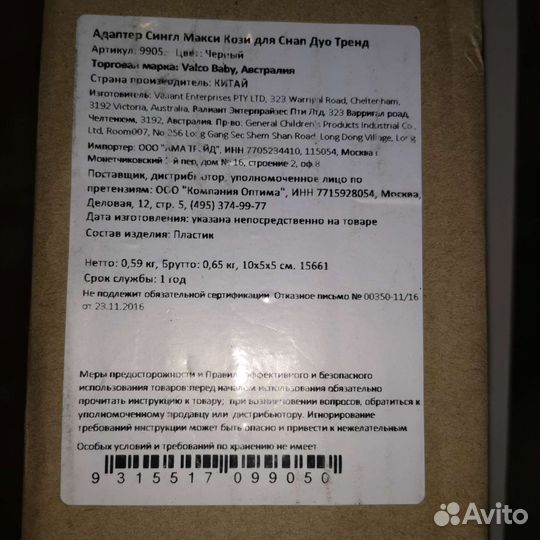 Адаптер Сингл Макси Кози для Снап Дуо Тренд
Артикул: 9905. Цвет: Черный
Торговая марка: Valco Baby, Австралия
Страна производитель: КИТАЙ
Изготовитель: Valiant Enterprises PTY LTD, 323 Warrigal Road, Cheltenham,
3192 Victoria, Australia, Валиант Энтерпрайзес Пти Лтд, 323 Варригал роад,
Челтенхэм, 3192, Австралия. Пр-во: General Children's Products Industrial Co.,
Ltd, Room007, No 256 Long Gang Sec Shem Shan Road, Long Dong Village, Long
Импортер: ООО "АМА ТРЕЙД", ИНН 7705234410, 115054, Москва г
Монетчиковский 3-й пер, дом № 16, строение 2, оф.8
Поставщик, дистрибьютор, уполномоченное лицо по
претензиям: ООО "Компания Оптима", ИНН 7715928054, Москва,
Деловая, 12, стр. 5, (495) 374-99-77
Дата изготовления: указана непосредственно на товаре
Состав изделия: Пластик
Нетто: 0,59 кг, Брутто: 0,65 кг, 10x5x5 см. 15661
Срок службы: 1 год
Не подлежит обязательной сертификации Отказное письмо № 00350-11/16
от 23.11.2016
Меры предосторожности и Правила эффективного и безопасного
использования товаров:перед началом использования обязательно
прочитать инструкцию к товару; при возникновении вопросов, обратиться к
уполномоченному продавцу или дистрибьютору. Игнорирование
требований инструкции может быть опасно и привести к нежелательным
Особых условий и требований по хранению не имеет
9 315517 099050
Avito